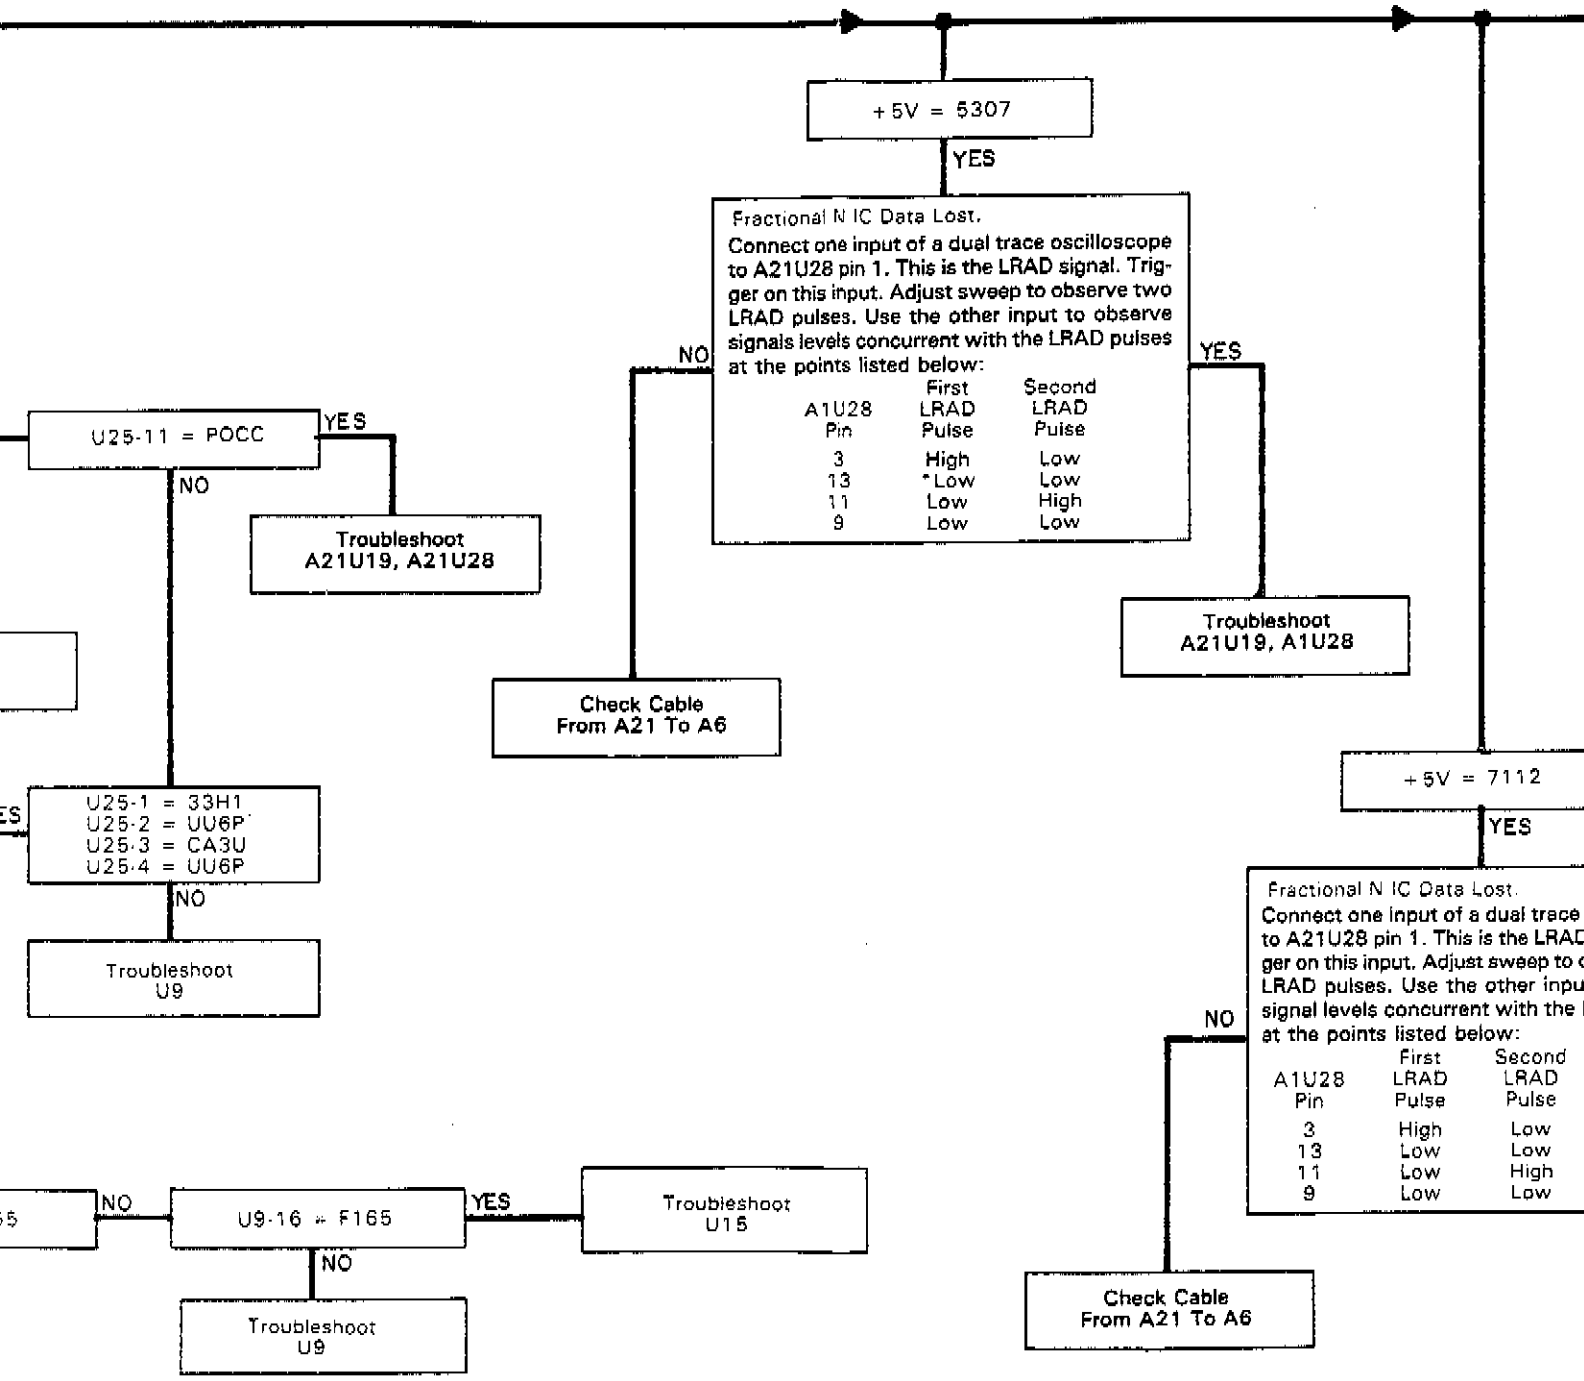 +5V = 5307
YES
Fractional N IC Data Lost.
Connect one input of a dual trace oscilloscope
to A21U28 pin 1. This is the LRAD signal. Trig-
ger on this input. Adjust sweep to observe two
LRAD pulses. Use the other input to observe
signals levels concurrent with the LRAD pulses
at the points listed below:
First Second
A1U28 LRAD LRAD
Pin Pulse Pulse
3 High Low
13 *Low Low
11 Low High
9 Low Low
NO
YES
U25-11 = POCC
YES
NO
Troubleshoot
A21U19, A21U28
Troubleshoot
A21U19, A1U28
Check Cable
From A21 To A6
+5V = 7112
YES
ES
U25-1 = 33H1
U25-2 = UU6P
U25-3 = CA3U
U25-4 = UU6P
NO
Troubleshoot
U9
Fractional N IC Data Lost.
Connect one input of a dual trace
to A21U28 pin 1. This is the LRAD
ger on this input. Adjust sweep to
LRAD pulses. Use the other inpu
signal levels concurrent with the
at the points listed below:
First Second
A1U28 LRAD LRAD
Pin Pulse Pulse
3 High Low
13 Low Low
11 Low High
9 Low Low
NO
Check Cable
From A21 To A6
NO
U9-16 = F165
YES
Troubleshoot
U15
NO
Troubleshoot
U9